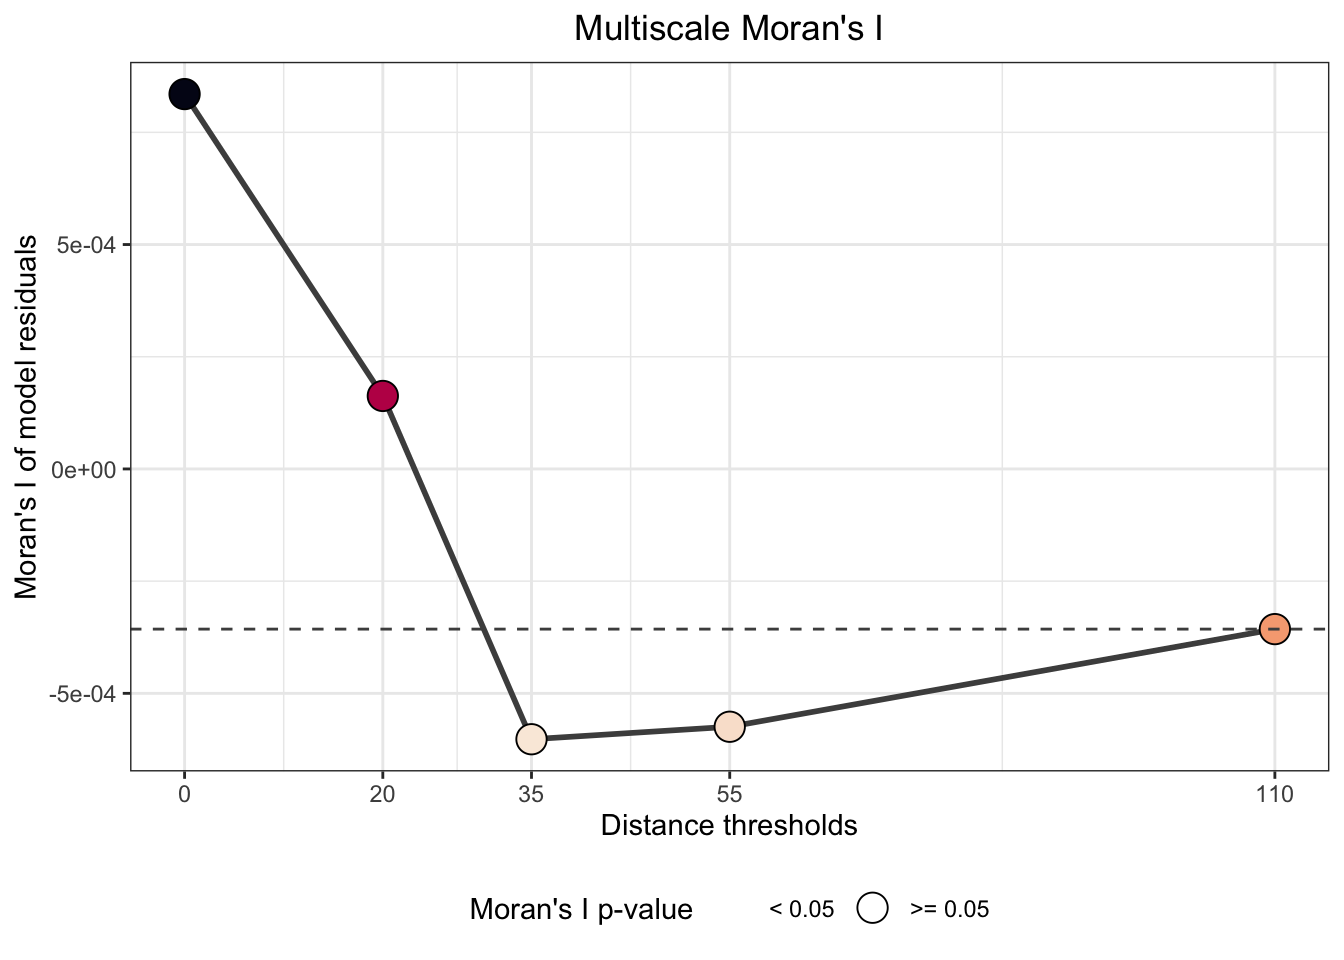 Multiscale Moran's I
Moran's I of model residuals
5e-04
0e+00
-5e-04
0 20 35 55 110
Distance thresholds
Moran's I p-value < 0.05 >= 0.05